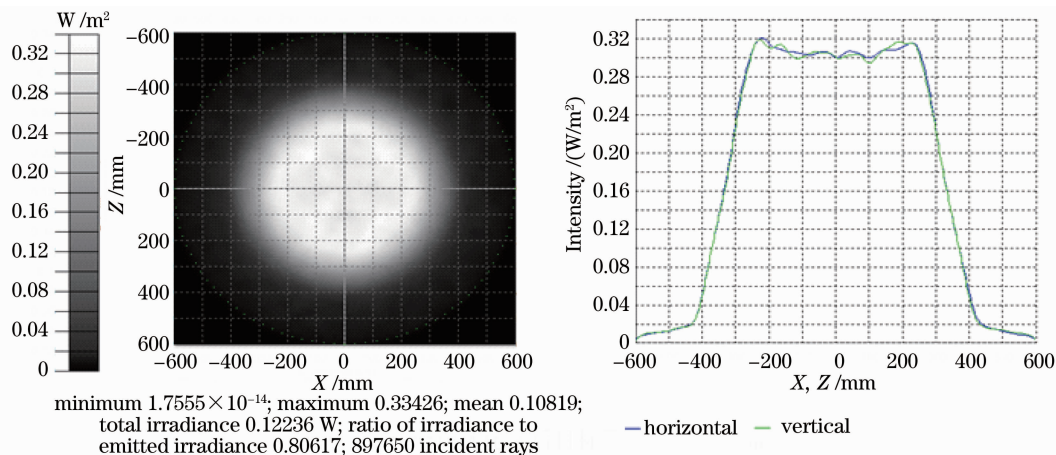 W /m²
0.32
0.28
0.24
0.20
0.16
0.12
0.08
0.04
0
Z /mm
−600
−400
−200
0
200
400
600
−600 −400 −200 0 200 400 600
X /mm
minimum 1.7555×10⁻¹⁴; maximum 0.33426; mean 0.10819;
total irradiance 0.12236 W; ratio of irradiance to
emitted irradiance 0.80617; 897650 incident rays
Intensity /(W/m²)
0.32
0.28
0.24
0.20
0.16
0.12
0.08
0.04
0
−600 −400 −200 0 200 400 600
X, Z /mm
horizontal vertical